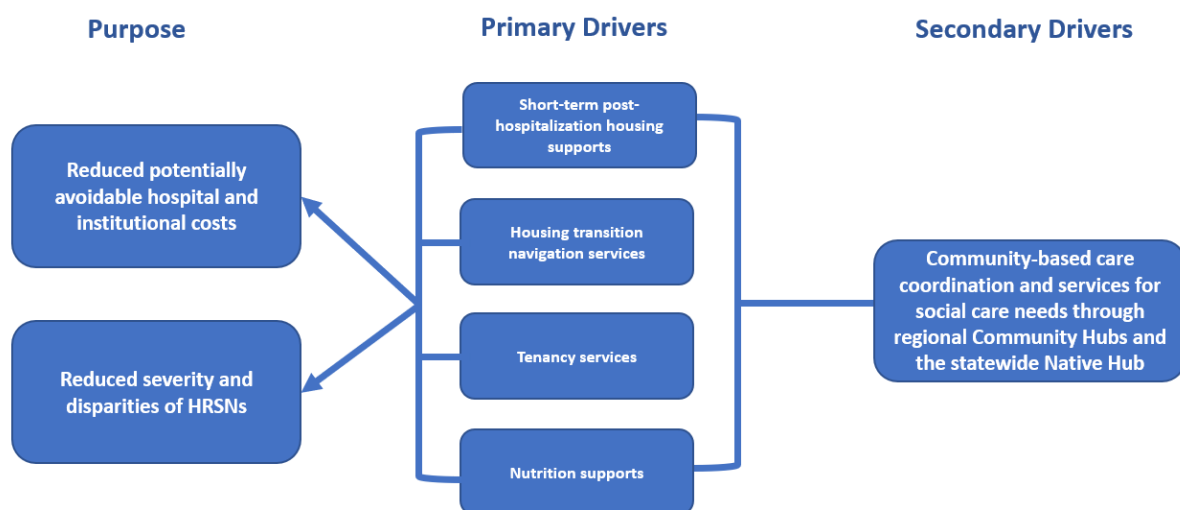 Purpose
Primary Drivers
Secondary Drivers
Reduced potentially
avoidable hospital and
institutional costs
Reduced severity and
disparities of HRSNs
Short-term post-
hospitalization housing
supports
Housing transition
navigation services
Tenancy services
Nutrition supports
Community-based care
coordination and services for
social care needs through
regional Community Hubs and
the statewide Native Hub